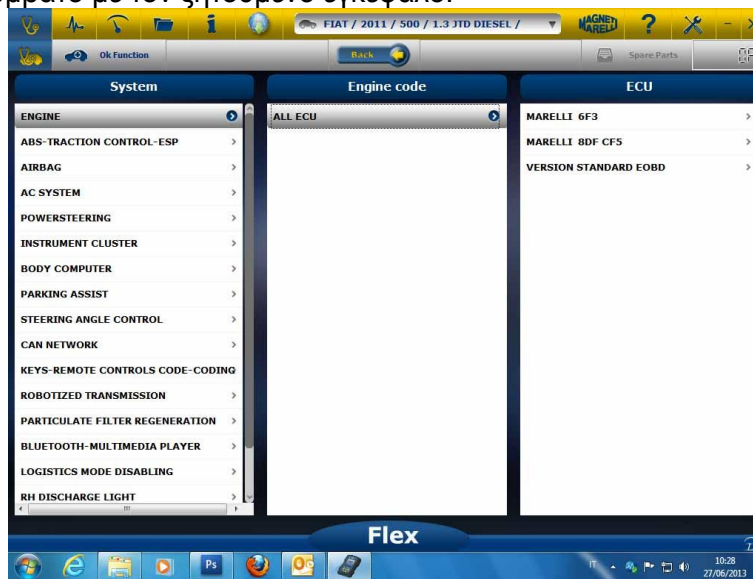 FIAT / 2011 / 500 / 1.3 JTD DIESEL /
MAGNETI
MARELLI
Ok Function
Back
Spare Parts
System
Engine code
ECU
ENGINE
ABS-TRACTION CONTROL-ESP
AIRBAG
AC SYSTEM
POWERSTEERING
INSTRUMENT CLUSTER
BODY COMPUTER
PARKING ASSIST
STEERING ANGLE CONTROL
CAN NETWORK
KEYS-REMOTE CONTROLS CODE-CODING
ROBOTIZED TRANSMISSION
PARTICULATE FILTER REGENERATION
BLUETOOTH-MULTIMEDIA PLAYER
LOGISTICS MODE DISABLING
RH DISCHARGE LIGHT
ALL ECU
MARELLI 6F3
MARELLI 8DF CF5
VERSION STANDARD EOBD
Flex
Ps
IT
10:28
27/06/2013